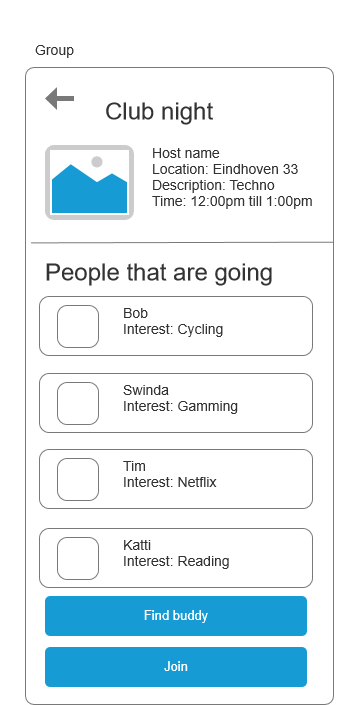 Group
Club night
Host name
Location: Eindhoven 33
Description: Techno
Time: 12:00pm till 1:00pm
People that are going
Bob
Interest: Cycling
Swinda
Interest: Gamming
Tim
Interest: Netflix
Katti
Interest: Reading
Find buddy
Join